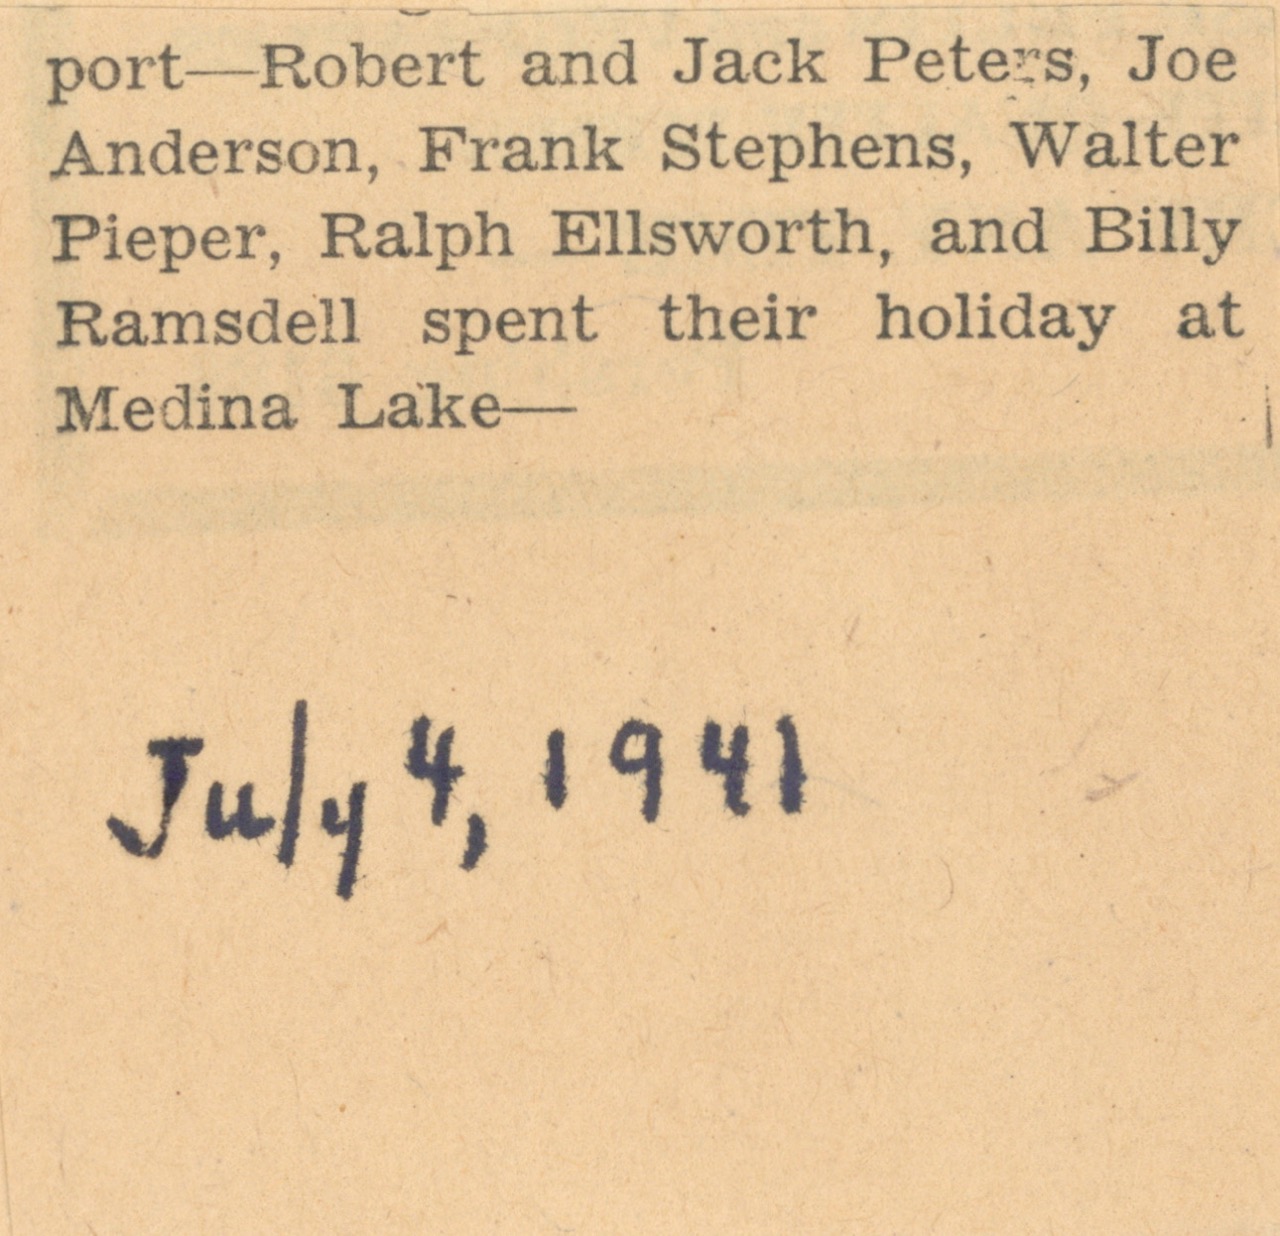 port—Robert and Jack Peters, Joe
Anderson, Frank Stephens, Walter
Pieper, Ralph Ellsworth, and Billy
Ramsdell spent their holiday at
Medina Lake—
July 4, 1941